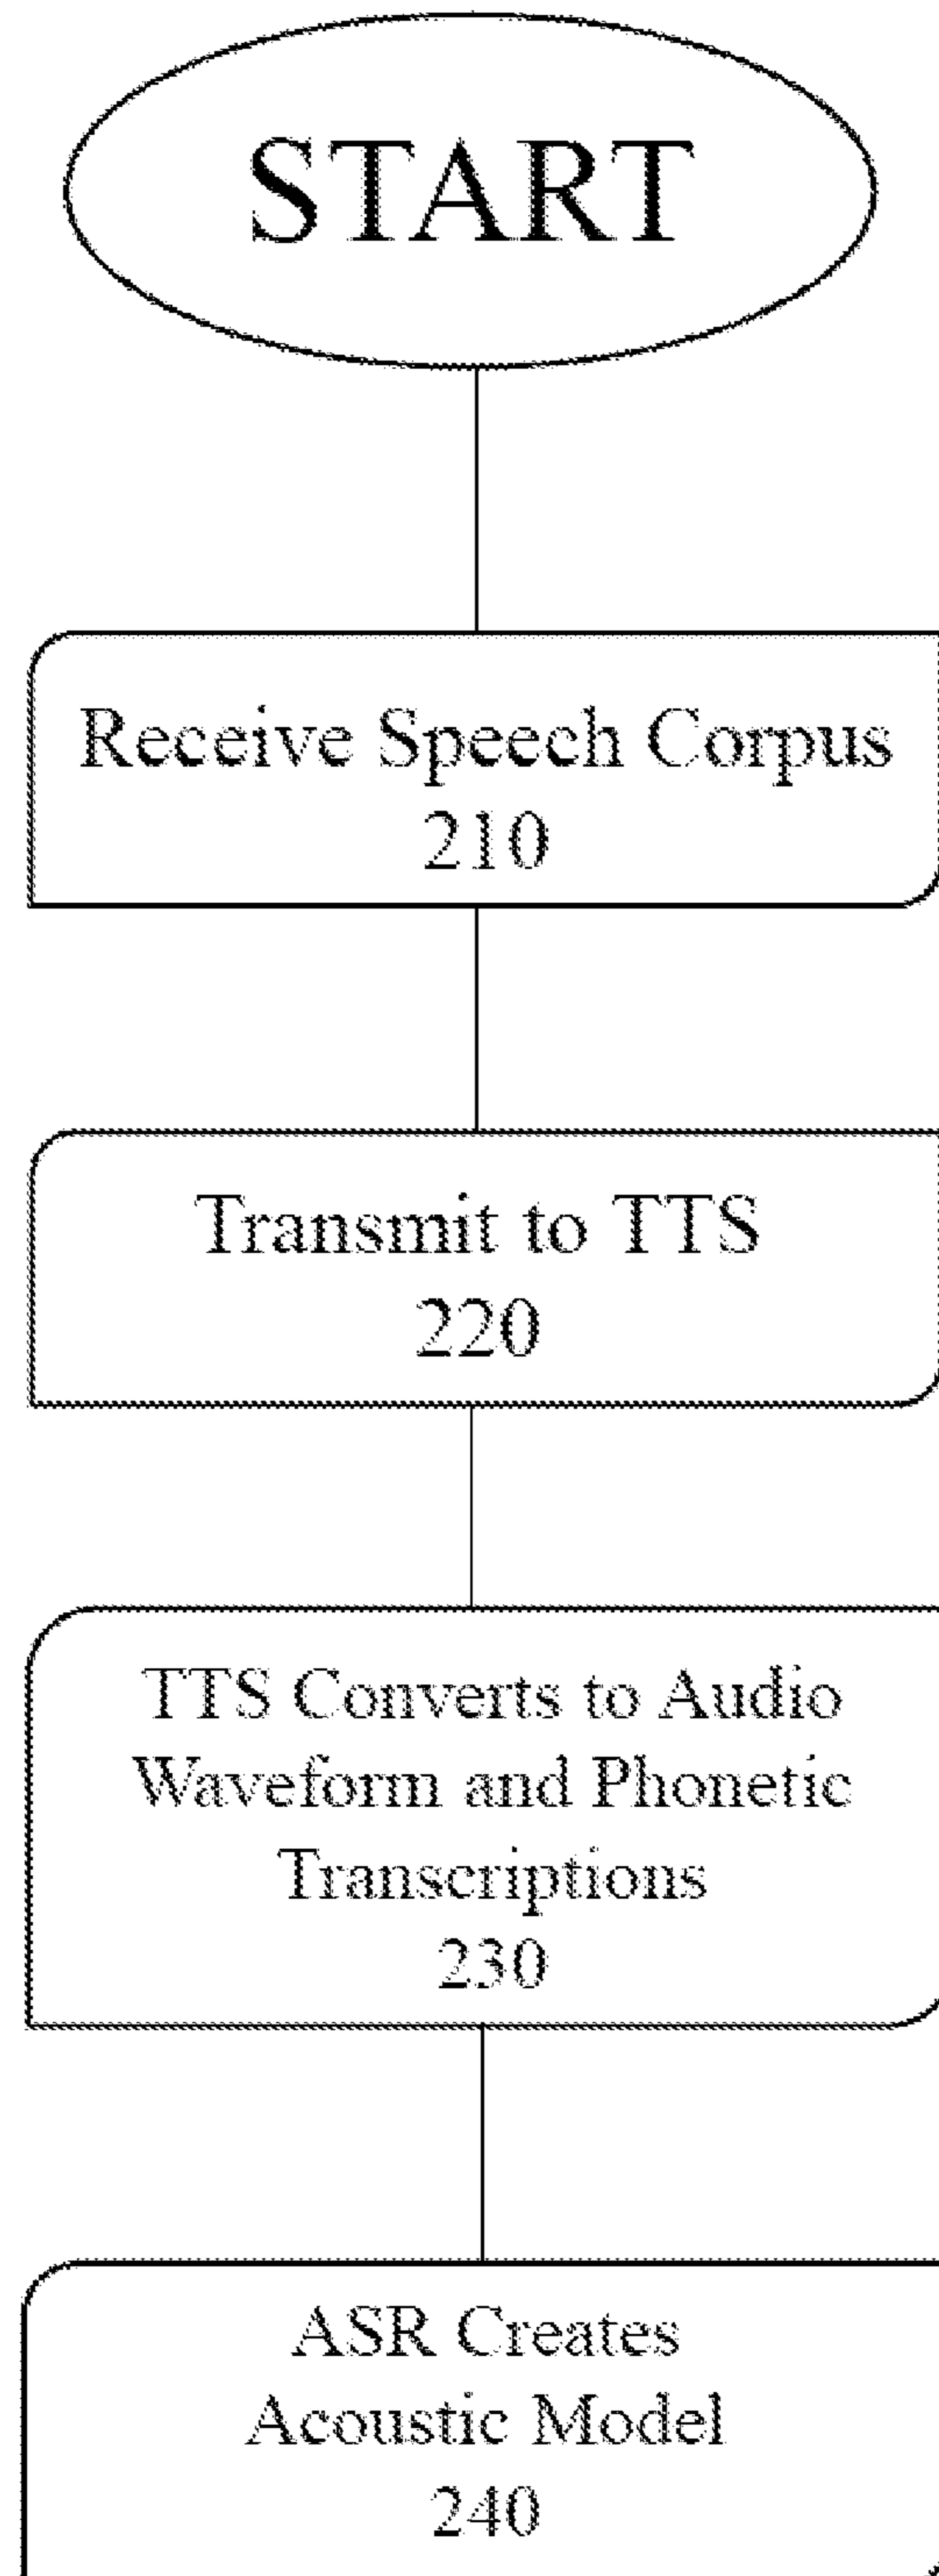 START
Receive Speech Corpus
210
Transmit to TTS
220
TTS Converts to Audio
Waveform and Phonetic
Transcriptions
230
ASR Creates
Acoustic Model
240